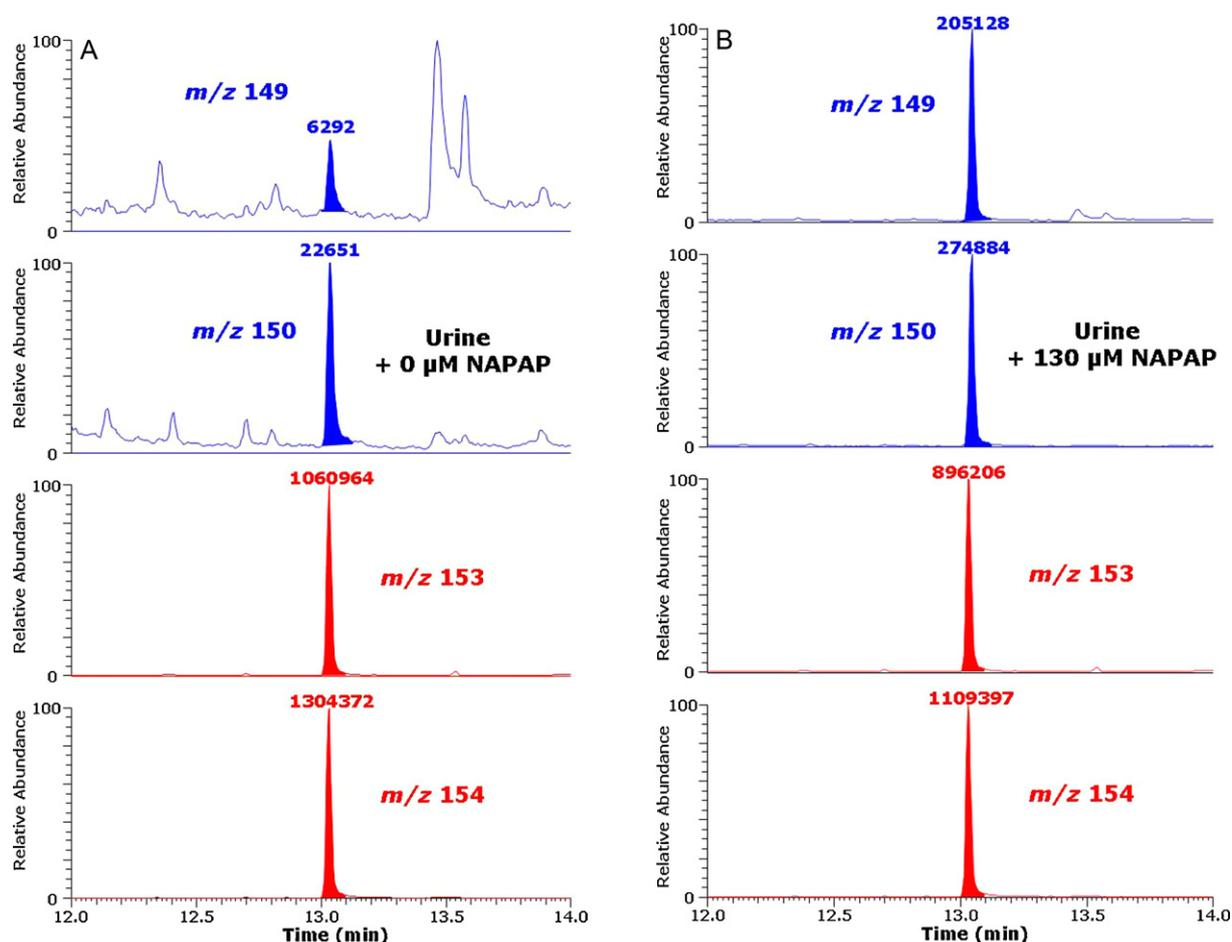 A
100
Relative Abundance
0
m/z 149
6292
100
Relative Abundance
0
m/z 150
22651
Urine
+ 0 µM NAPAP
100
Relative Abundance
0
1060964
m/z 153
100
Relative Abundance
0
1304372
m/z 154
12.0 12.5 13.0 13.5 14.0
Time (min)
B
100
Relative Abundance
0
205128
m/z 149
100
Relative Abundance
0
274884
m/z 150
Urine
+ 130 µM NAPAP
100
Relative Abundance
0
896206
m/z 153
100
Relative Abundance
0
1109397
m/z 154
12.0 12.5 13.0 13.5 14.0
Time (min)